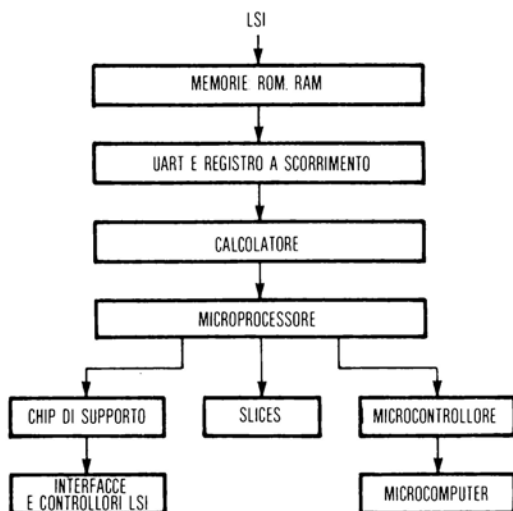 LSI
MEMORIE ROM. RAM
UART E REGISTRO A SCORRIMENTO
CALCOLATORE
MICROPROCESSORE
CHIP DI SUPPORTO
SLICES
MICROCONTROLLORE
INTERFACCE
E CONTROLLORI LSI
MICROCOMPUTER